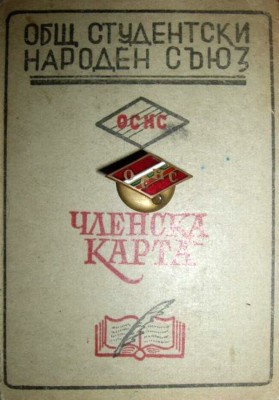 ОБЩ СТУДЕНТСКИ
НАРОДЕН СЪЮЗ
ОСНС
ОСНС
ЧЛЕНСКА
КАРТА